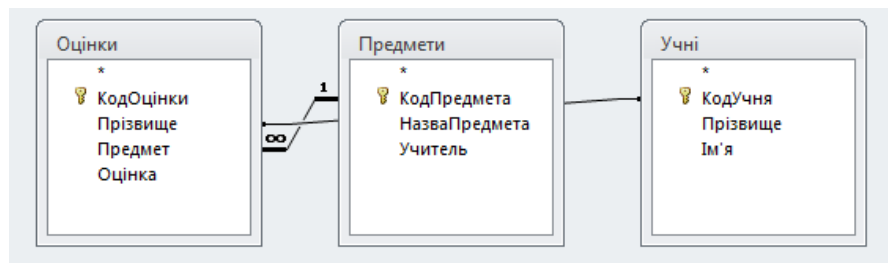 Оцінки
*
КодОцінки
Прізвище
Предмет
Оцінка
1
∞
Предмети
*
КодПредмета
НазваПредмета
Учитель
Учні
*
КодУчня
Прізвище
Ім'я